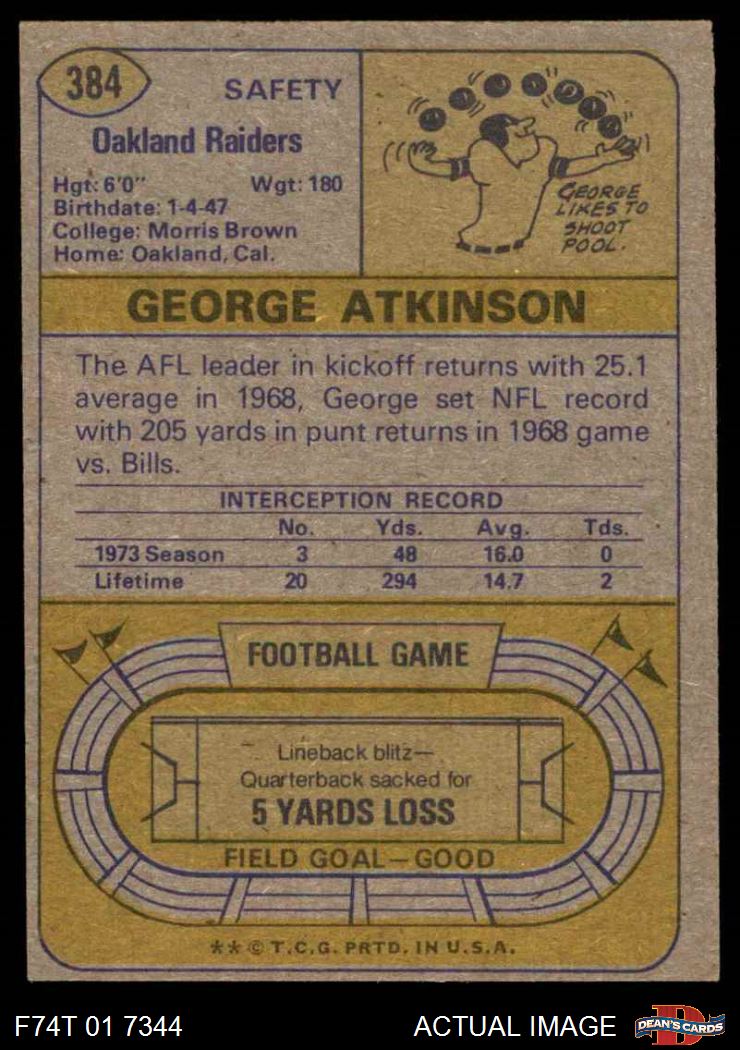 384
SAFETY
Oakland Raiders
Hgt: 6'0" Wgt: 180
Birthdate: 1-4-47
College: Morris Brown
Home: Oakland, Cal.
GEORGE
LIKES TO
SHOOT
POOL.
GEORGE ATKINSON
The AFL leader in kickoff returns with 25.1
average in 1968, George set NFL record
with 205 yards in punt returns in 1968 game
vs. Bills.
INTERCEPTION RECORD
No. Yds. Avg. Tds.
1973 Season 3 48 16.0 0
Lifetime 20 294 14.7 2
FOOTBALL GAME
Lineback blitz—
Quarterback sacked for
5 YARDS LOSS
FIELD GOAL—GOOD
** © T.C.G. PRTD. IN U.S.A.
F74T 01 7344 ACTUAL IMAGE
D
DEAN'S CARDS